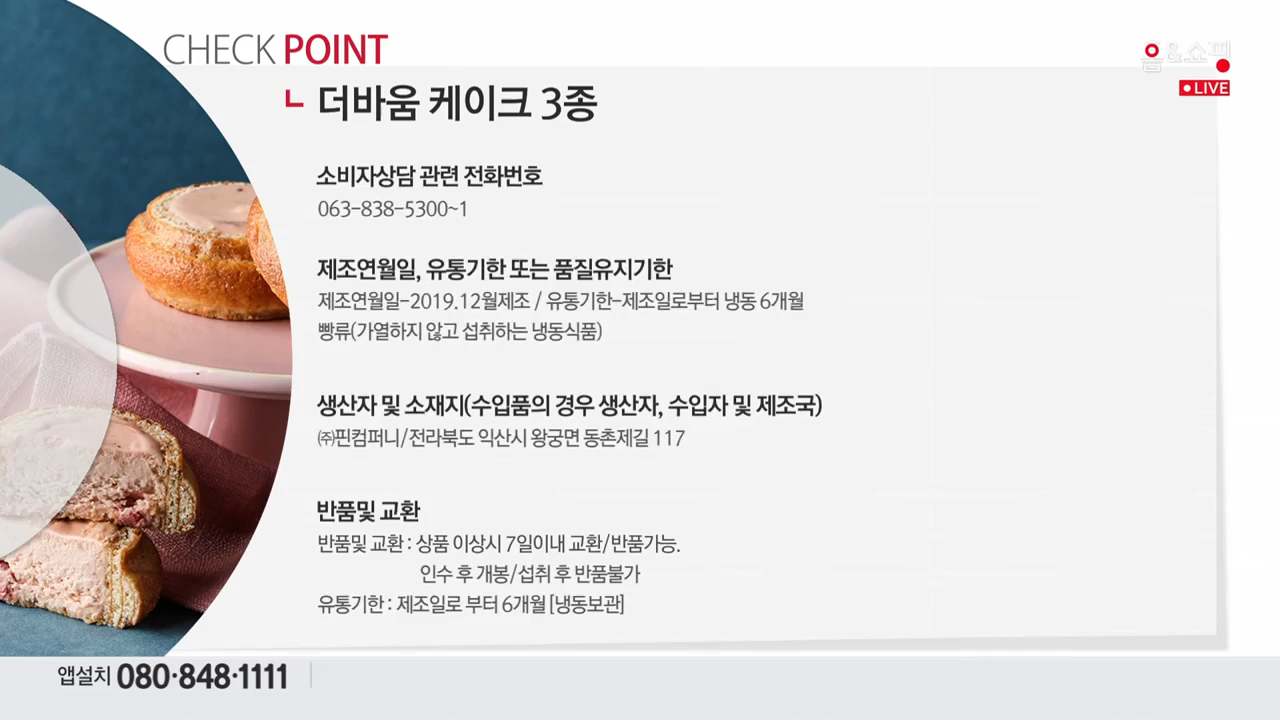 CHECK POINT
홈&쇼핑
LIVE
더바움 케이크 3종
소비자상담 관련 전화번호
063-838-5300~1
제조연월일, 유통기한 또는 품질유지기한
제조연월일-2019.12월제조 / 유통기한-제조일로부터 냉동 6개월
빵류(가열하지 않고 섭취하는 냉동식품)
생산자 및 소재지(수입품의 경우 생산자, 수입자 및 제조국)
㈜핀컴퍼니/전라북도 익산시 왕궁면 동촌제길 117
반품및 교환
반품및 교환 : 상품 이상시 7일이내 교환/반품가능.
인수 후 개봉/섭취 후 반품불가
유통기한 : 제조일로 부터 6개월 [냉동보관]
앱설치 080·848·1111